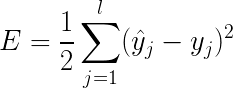 E = \frac{1}{2} \sum_{j=1}^{l} (\hat{y}_j - y_j)^2